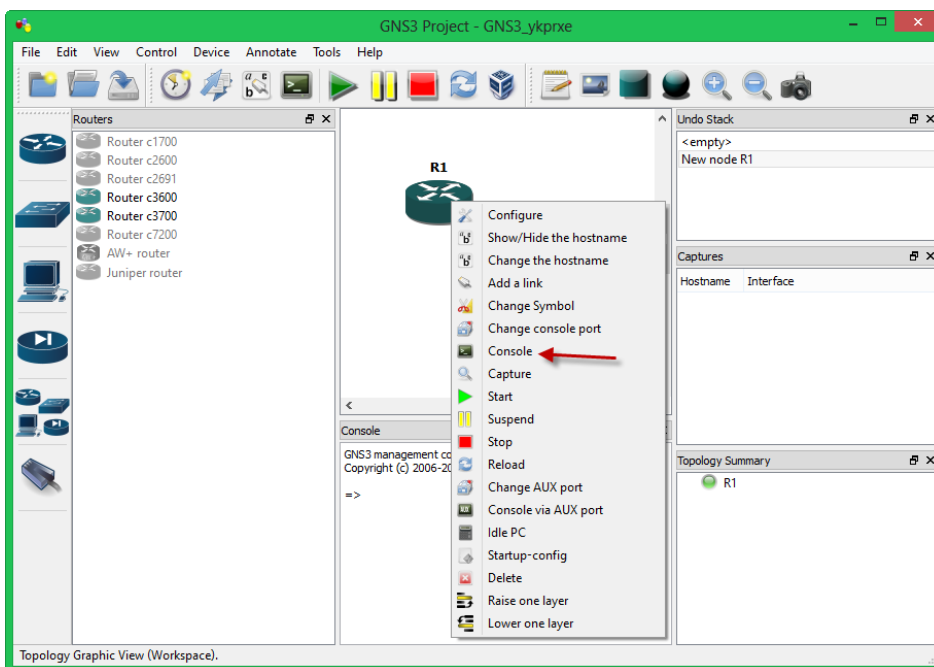 GNS3 Project - GNS3_ykprxe
File Edit View Control Device Annotate Tools Help
Routers
Router c1700
Router c2600
Router c2691
Router c3600
Router c3700
Router c7200
AW+ router
Juniper router
R1
Configure
Show/Hide the hostname
Change the hostname
Add a link
Change Symbol
Change console port
Console
Capture
Start
Suspend
Stop
Reload
Change AUX port
Console via AUX port
Idle PC
Startup-config
Delete
Raise one layer
Lower one layer
Console
GNS3 management co
Copyright (c) 2006-20
=>
Undo Stack
<empty>
New node R1
Captures
Hostname Interface
Topology Summary
R1
Topology Graphic View (Workspace).